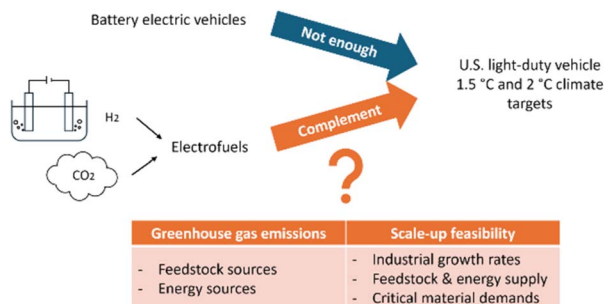 Battery electric vehicles
Not enough
U.S. light-duty vehicle
1.5 °C and 2 °C climate
targets
H2
Electrofuels
Complement
CO2
?
Greenhouse gas emissions
- Feedstock sources
- Energy sources
Scale-up feasibility
- Industrial growth rates
- Feedstock & energy supply
- Critical material demands